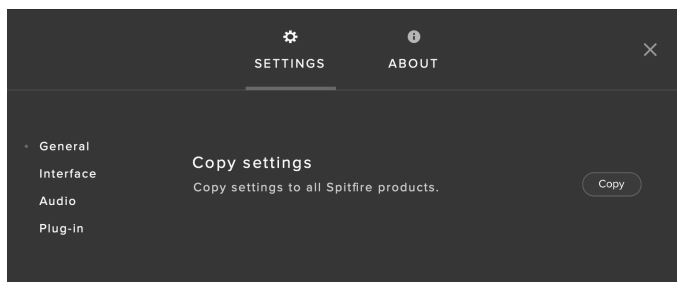 SETTINGS
ABOUT
General
Interface
Audio
Plug-in
Copy settings
Copy settings to all Spitfire products.
Copy